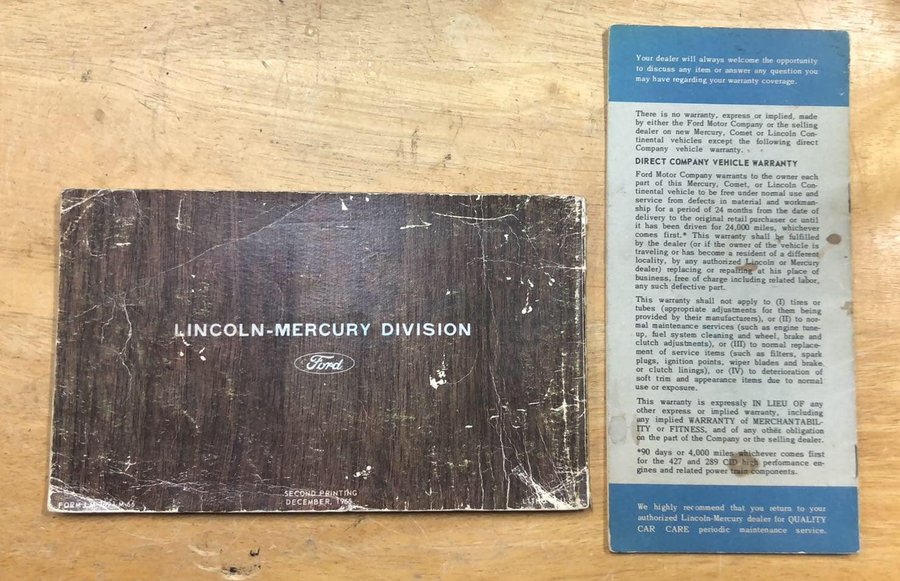 LINCOLN-MERCURY DIVISION
Ford
SECOND PRINTING
DECEMBER,
FORM
Your dealer will always welcome the opportunity
to discuss any item or answer any question you
may have regarding your warranty coverage.
There is no warranty, express or implied, made
by either the Ford Motor Company or the selling
dealer on new Mercury, Comet or Lincoln Con-
tinental vehicles except the following direct
Company vehicle warranty.
DIRECT COMPANY VEHICLE WARRANTY
Ford Motor Company warrants to the owner each
part of this Mercury, Comet, or Lincoln Con-
tinental vehicle to be free under normal use and
service from defects in material and workman-
ship for a period of 24 months from the date of
delivery to the original retail purchaser or until
it has been driven for 24,000 miles, whichever
comes first.* This warranty shall be fulfilled
by the dealer (or if the owner of the vehicle is
traveling or has become a resident of a different
locality, by any authorized Lincoln or Mercury
dealer) replacing or repairing at his place of
business, free of charge including related labor,
any such defective part.
This warranty shall not apply to (I) tires or
tubes (appropriate adjustments for them being
provided by their manufacturers), or (II) to nor-
mal maintenance services (such as engine tune-
up, fuel system cleaning and wheel, brake and
clutch adjustments), or (III) to normal replace-
ment of service items (such as filters, spark
plugs, ignition points, wiper blades and brake
or clutch linings), or (IV) to deterioration of
soft trim and appearance items due to normal
use or exposure.
This warranty is expressly IN LIEU OF any
other express or implied warranty, including
any implied WARRANTY of MERCHANTABIL-
ITY or FITNESS, and of any other obligation
on the part of the Company or the selling dealer.
*90 days or 4,000 miles whichever comes first
for the 427 and 289 CID high performance en-
gines and related power train components.
We highly recommend that you return to your
authorized Lincoln-Mercury dealer for QUALITY
CAR CARE periodic maintenance service.